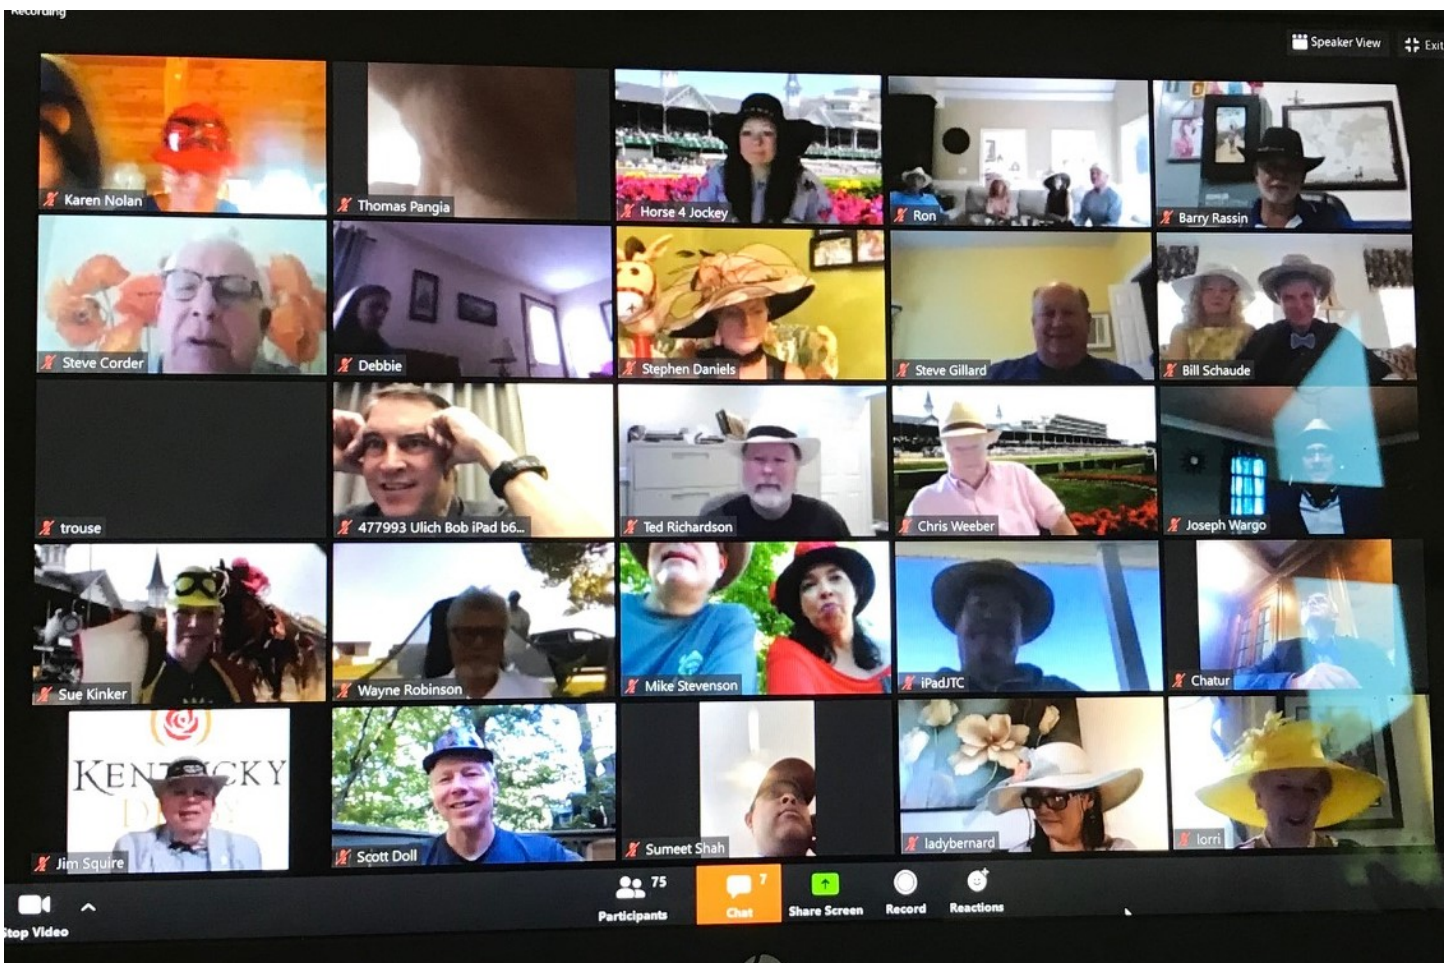 Recording
Speaker View
Exit
Karen Nolan
Thomas Pangia
Horse 4 Jockey
Ron
Barry Rassin
Steve Corder
Debbie
Stephen Daniels
Steve Gillard
Bill Schaude
trouse
477993 Ulich Bob iPad b6...
Ted Richardson
Chris Weeber
Joseph Wargo
Sue Kinker
Wayne Robinson
Mike Stevenson
iPadJTC
Chatur
KENTUCKY
Jim Squire
Scott Doll
Sumeet Shah
ladybernard
lorri
75
7
Participants
Chat
Share Screen
Record
Reactions
Stop Video